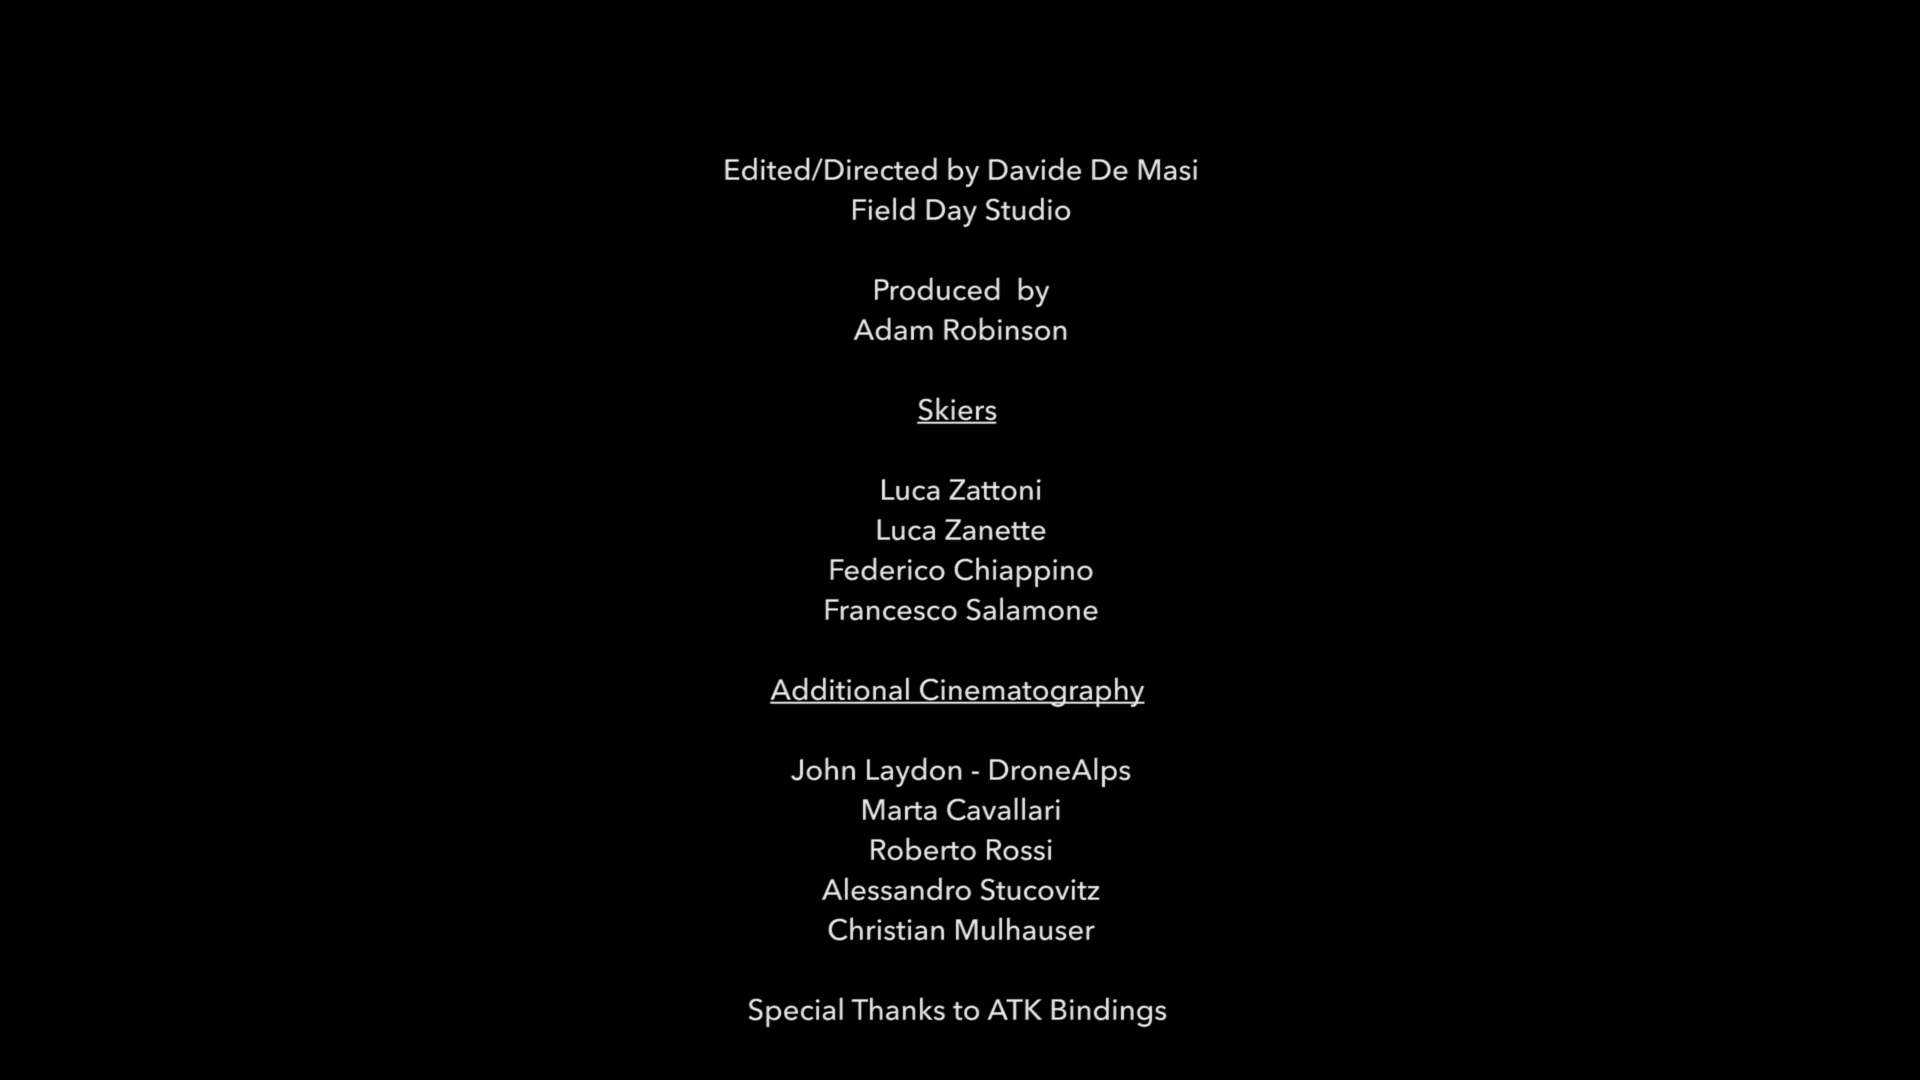 Edited/Directed by Davide De Masi
Field Day Studio
Produced  by
Adam Robinson
Skiers
Luca Zattoni
Luca Zanette
Federico Chiappino
Francesco Salamone
Additional Cinematography
John Laydon - DroneAlps
Marta Cavallari
Roberto Rossi
Alessandro Stucovitz
Christian Mulhauser
Special Thanks to ATK Bindings